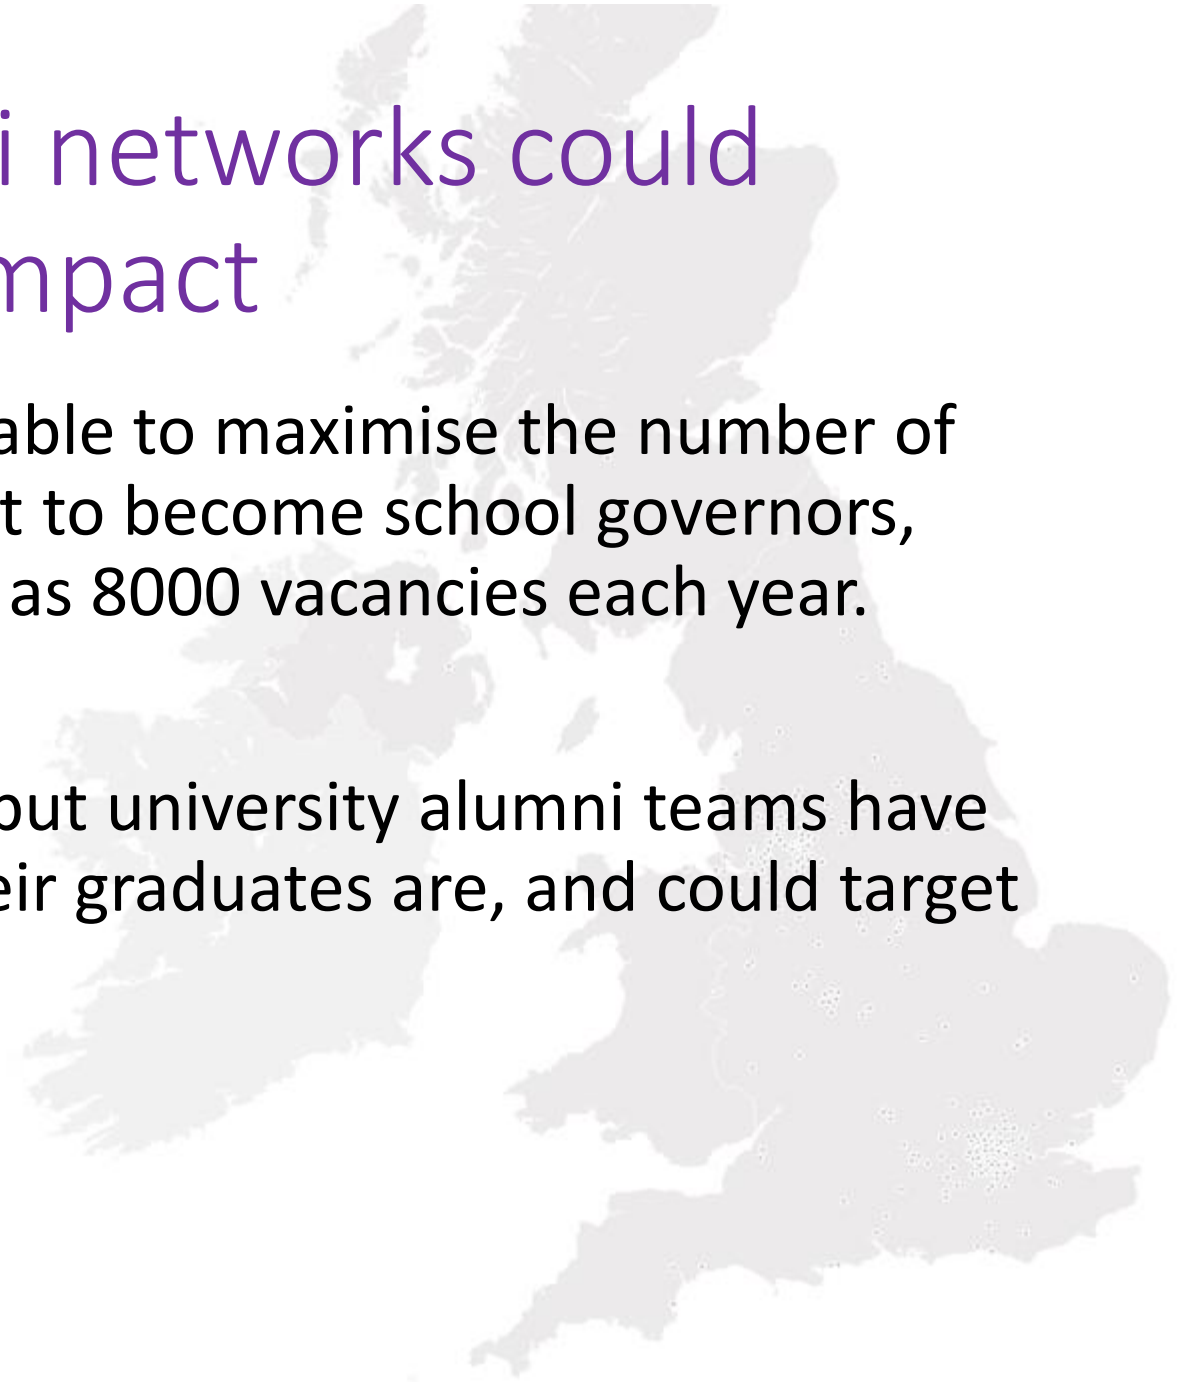 i networks could
mpact
able to maximise the number of
t to become school governors,
as 8000 vacancies each year.
but university alumni teams have
eir graduates are, and could target